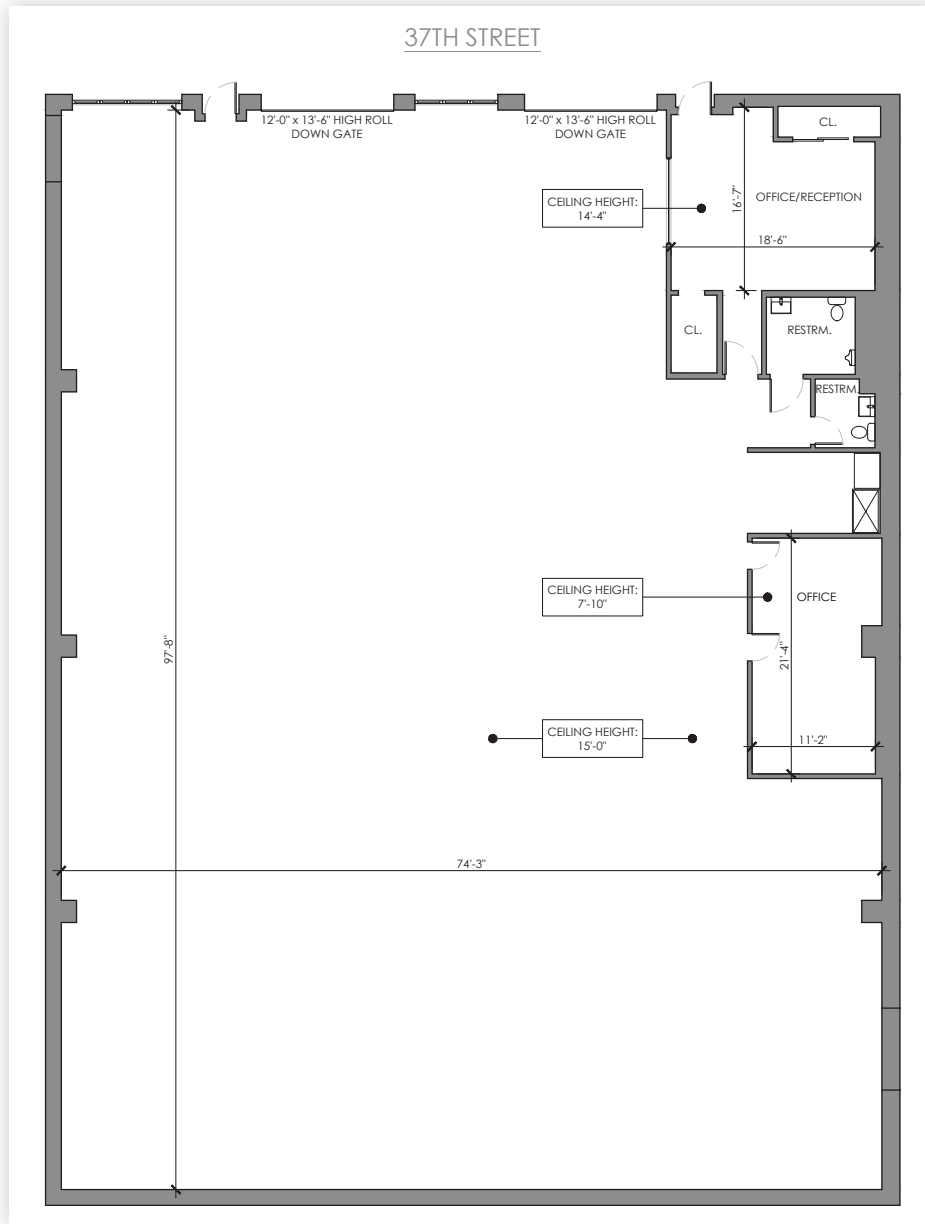 37TH STREET
12'-0" x 13'-6" HIGH ROLL
DOWN GATE
12'-0" x 13'-6" HIGH ROLL
DOWN GATE
CL.
CEILING HEIGHT:
14'-4"
16'-7"
OFFICE/RECEPTION
18'-6"
CL.
RESTRM.
RESTRM.
CEILING HEIGHT:
7'-10"
OFFICE
97'-8"
21'-4"
CEILING HEIGHT:
15'-0"
11'-2"
74'-3"